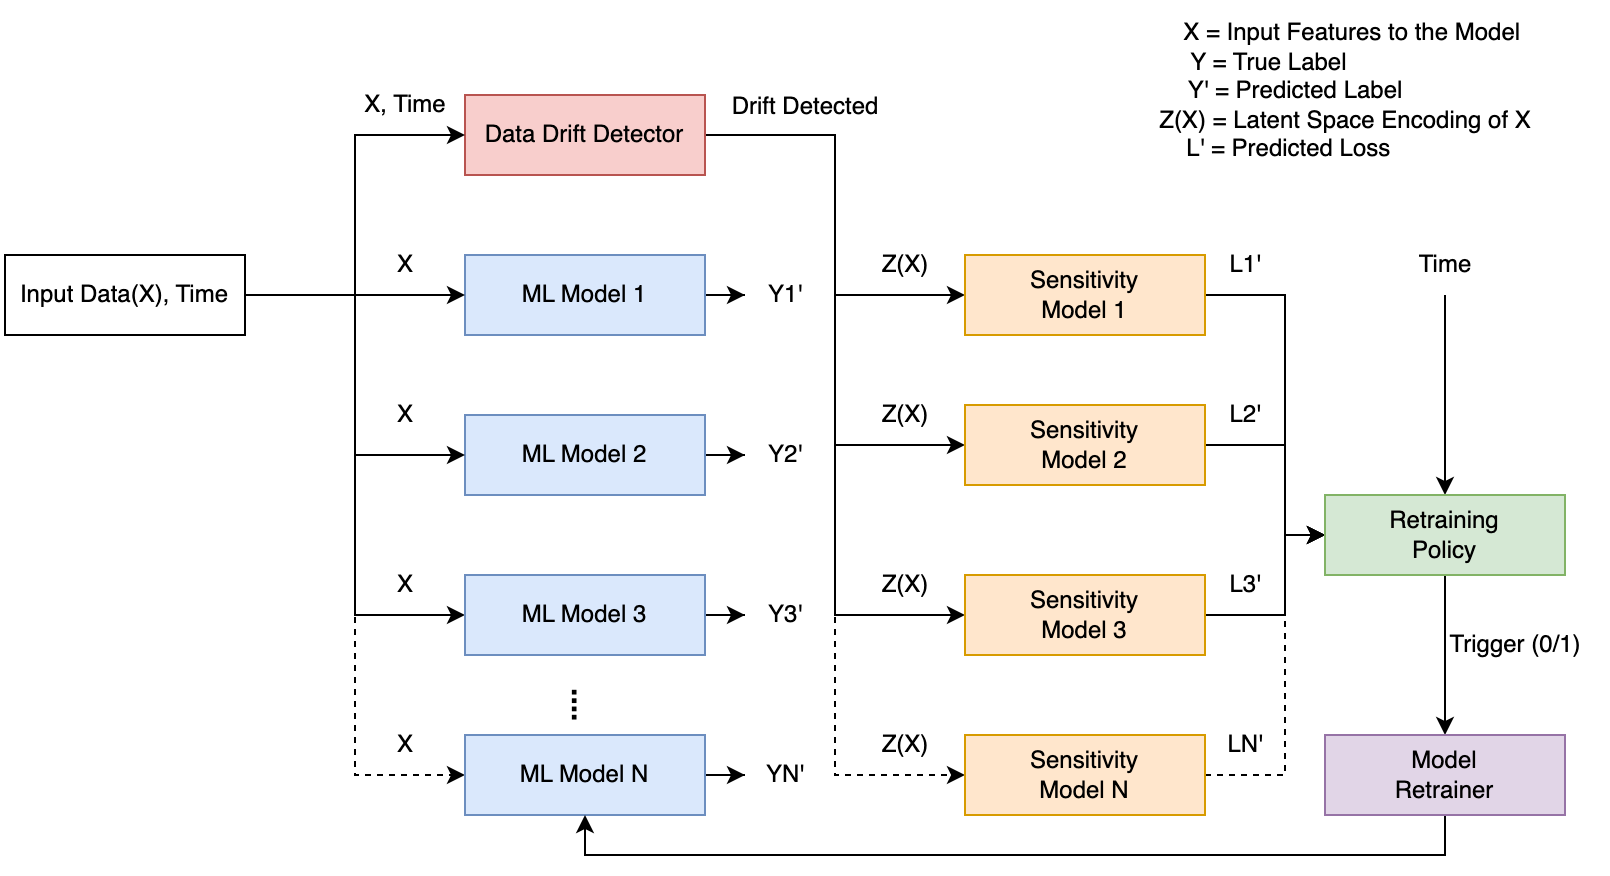 X = Input Features to the Model
Y = True Label
Y' = Predicted Label
Z(X) = Latent Space Encoding of X
L' = Predicted Loss
X, Time
Data Drift Detector
Drift Detected
Input Data(X), Time
X
ML Model 1
Y1'
Z(X)
Sensitivity
Model 1
L1'
Time
X
ML Model 2
Y2'
Z(X)
Sensitivity
Model 2
L2'
Retraining
Policy
X
ML Model 3
Y3'
Z(X)
Sensitivity
Model 3
L3'
Trigger (0/1)
X
ML Model N
YN'
Z(X)
Sensitivity
Model N
LN'
Model
Retrainer